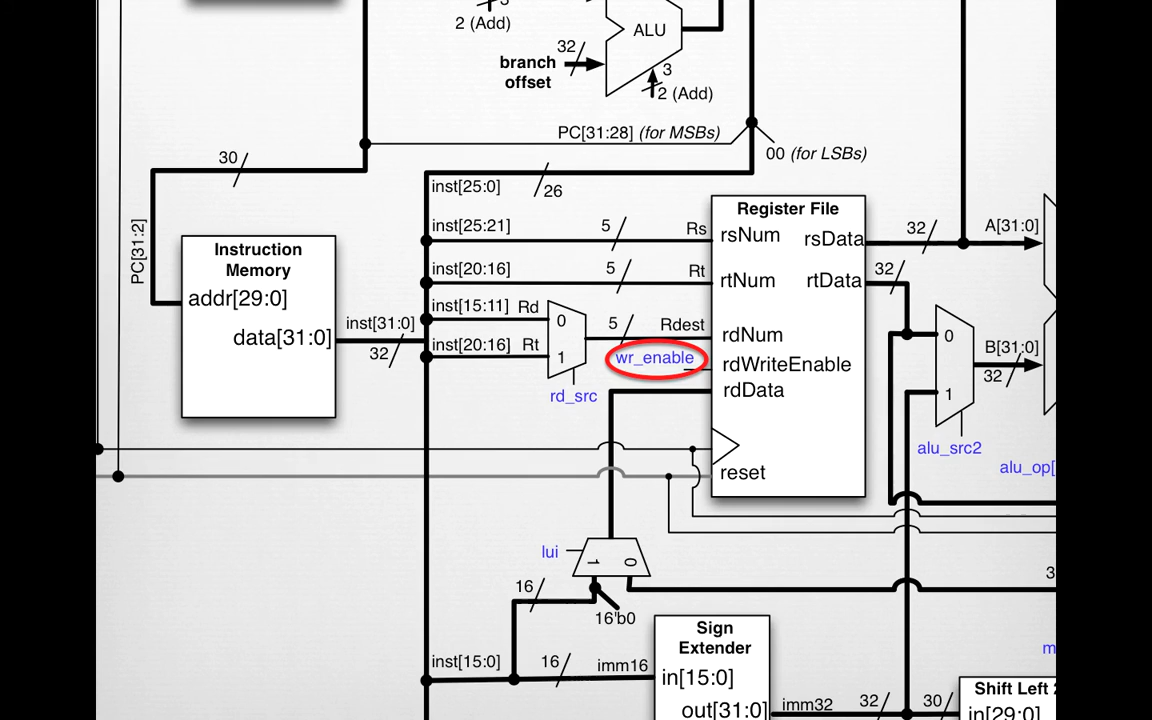 3
2 (Add)
ALU
32
branch
offset
3
2 (Add)
PC[31:28] (for MSBs)
00 (for LSBs)
30
inst[25:0]
26
PC[31:2]
Instruction
Memory
addr[29:0]
data[31:0]
inst[31:0]
32
inst[25:21]
5
Rs
inst[20:16]
5
Rt
inst[15:11] Rd
inst[20:16] Rt
0
1
rd_src
5
Rdest
wr_enable
Register File
rsNum
rsData
rtNum
rtData
rdNum
rdWriteEnable
rdData
reset
32
A[31:0]
32
0
1
B[31:0]
32
alu_src2
alu_op[
lui
1
0
16
16'b0
3
inst[15:0]
16
imm16
Sign
Extender
in[15:0]
out[31:0]
imm32
32
30
m
Shift Left 2
in[29:0]